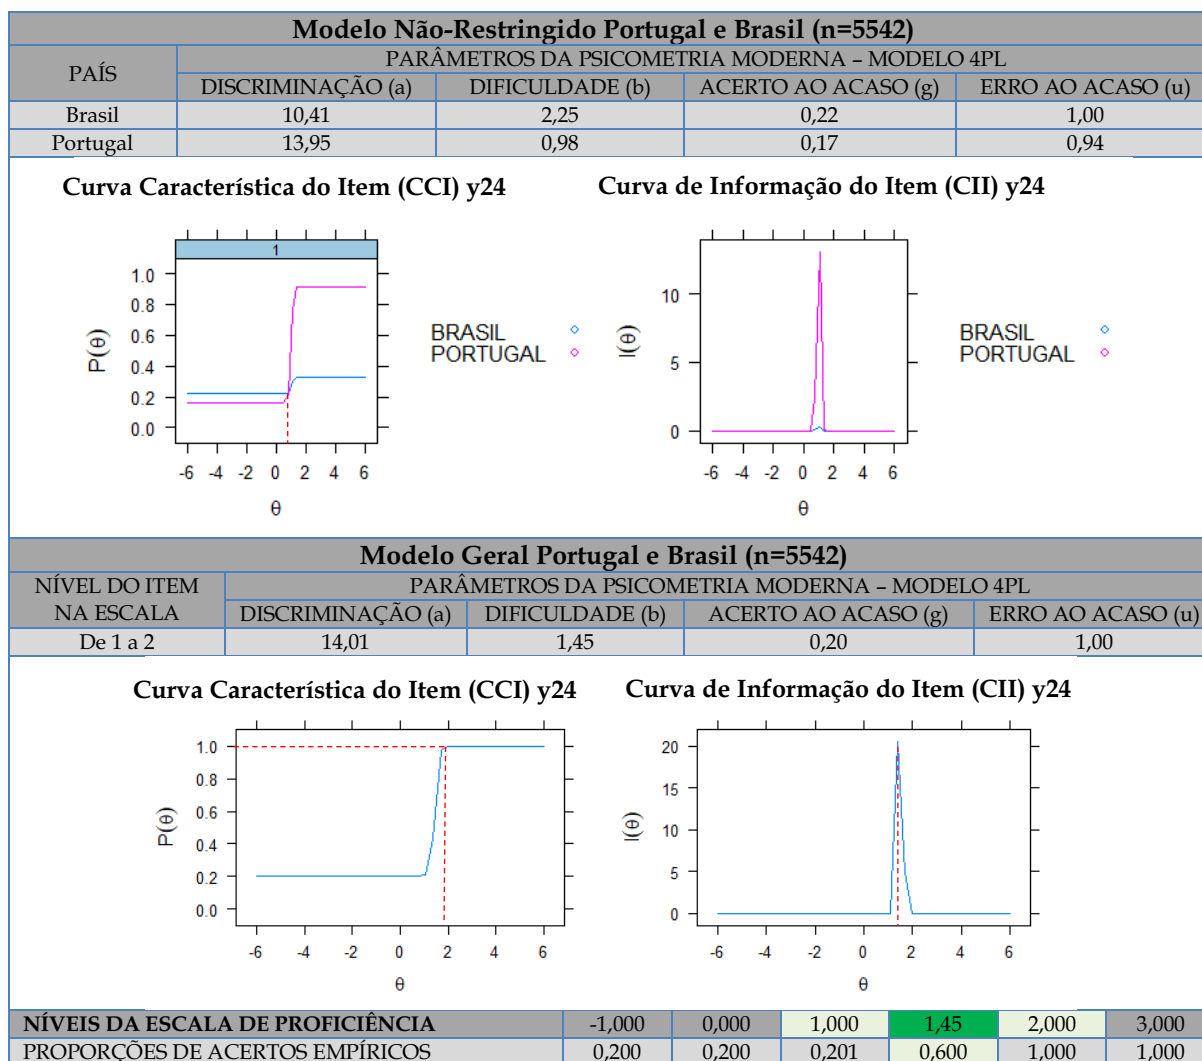 Modelo Não-Restringido Portugal e Brasil (n=5542)
PAÍS
PARÂMETROS DA PSICOMETRIA MODERNA – MODELO 4PL
DISCRIMINAÇÃO (a) DIFICULDADE (b) ACERTO AO ACASO (g) ERRO AO ACASO (u)
Brasil 10,41 2,25 0,22 1,00
Portugal 13,95 0,98 0,17 0,94
Curva Característica do Item (CCI) y24
1
1.0
0.8
0.6
0.4
0.2
0.0
P(θ)
-6 -4 -2 0 2 4 6
θ
BRASIL
PORTUGAL
Curva de Informação do Item (CII) y24
10
5
0
I(θ)
-6 -4 -2 0 2 4 6
θ
BRASIL
PORTUGAL
Modelo Geral Portugal e Brasil (n=5542)
NÍVEL DO ITEM
NA ESCALA
PARÂMETROS DA PSICOMETRIA MODERNA – MODELO 4PL
DISCRIMINAÇÃO (a) DIFICULDADE (b) ACERTO AO ACASO (g) ERRO AO ACASO (u)
De 1 a 2 14,01 1,45 0,20 1,00
Curva Característica do Item (CCI) y24
1.0
0.8
0.6
0.4
0.2
0.0
P(θ)
-6 -4 -2 0 2 4 6
θ
Curva de Informação do Item (CII) y24
20
15
10
5
0
I(θ)
-6 -4 -2 0 2 4 6
θ
NÍVEIS DA ESCALA DE PROFICIÊNCIA -1,000 0,000 1,000 1,45 2,000 3,000
PROPORÇÕES DE ACERTOS EMPÍRICOS 0,200 0,200 0,201 0,600 1,000 1,000